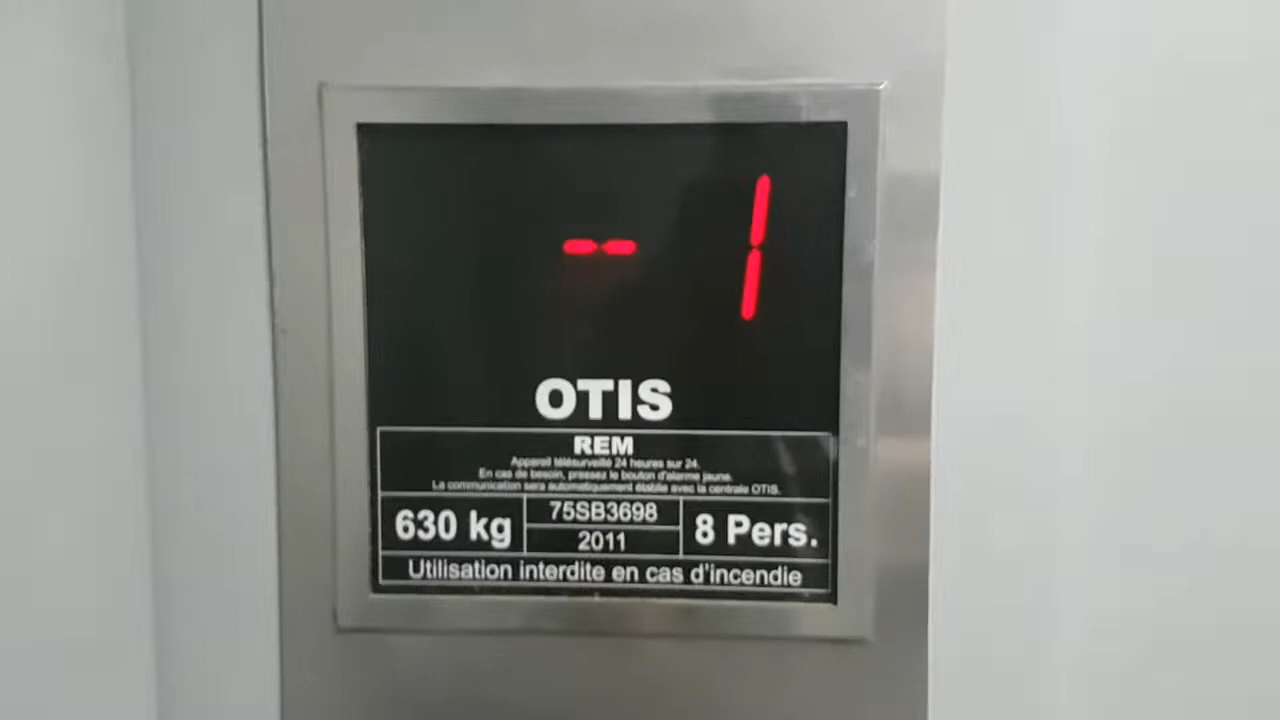 - 1
OTIS
REM
Appareil télésurveillé 24 heures sur 24.
En cas de besoin, pressez le bouton d'alarme jaune.
La communication sera automatiquement établie avec la centrale OTIS.
630 kg
75SB3698
2011
8 Pers.
Utilisation interdite en cas d'incendie